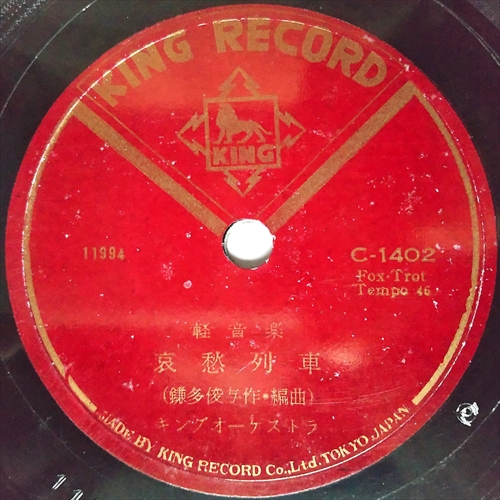 KING RECORD
KING
11994
C-1402
Fox-Trot
Tempo 46
軽音楽
哀愁列車
(鎌多俊与作・編曲)
キングオーケストラ
MADE BY KING RECORD Co.,Ltd. TOKYO, JAPAN